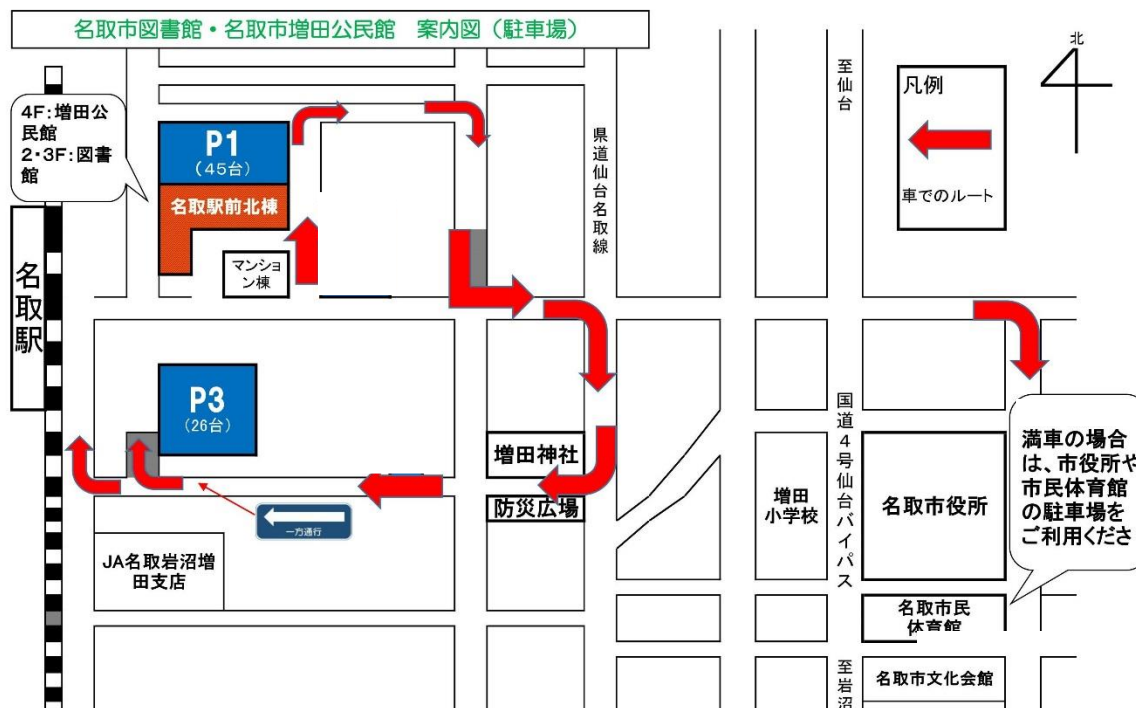 名取市図書館・名取市増田公民館　案内図（駐車場）
4F:増田公
民館
2・3F:図書
館
P1
（45台）
名取駅前北棟
マンショ
ン棟
名取駅
県道仙台名取線
至仙台
凡例
車でのルート
北
P3
（26台）
増田神社
防災広場
一方通行
JA名取岩沼増
田支店
増田
小学校
国道４号仙台バイパス
名取市役所
満車の場合
は、市役所や
市民体育館
の駐車場を
ご利用くださ
名取市民
体育館
至岩沼
名取市文化会館